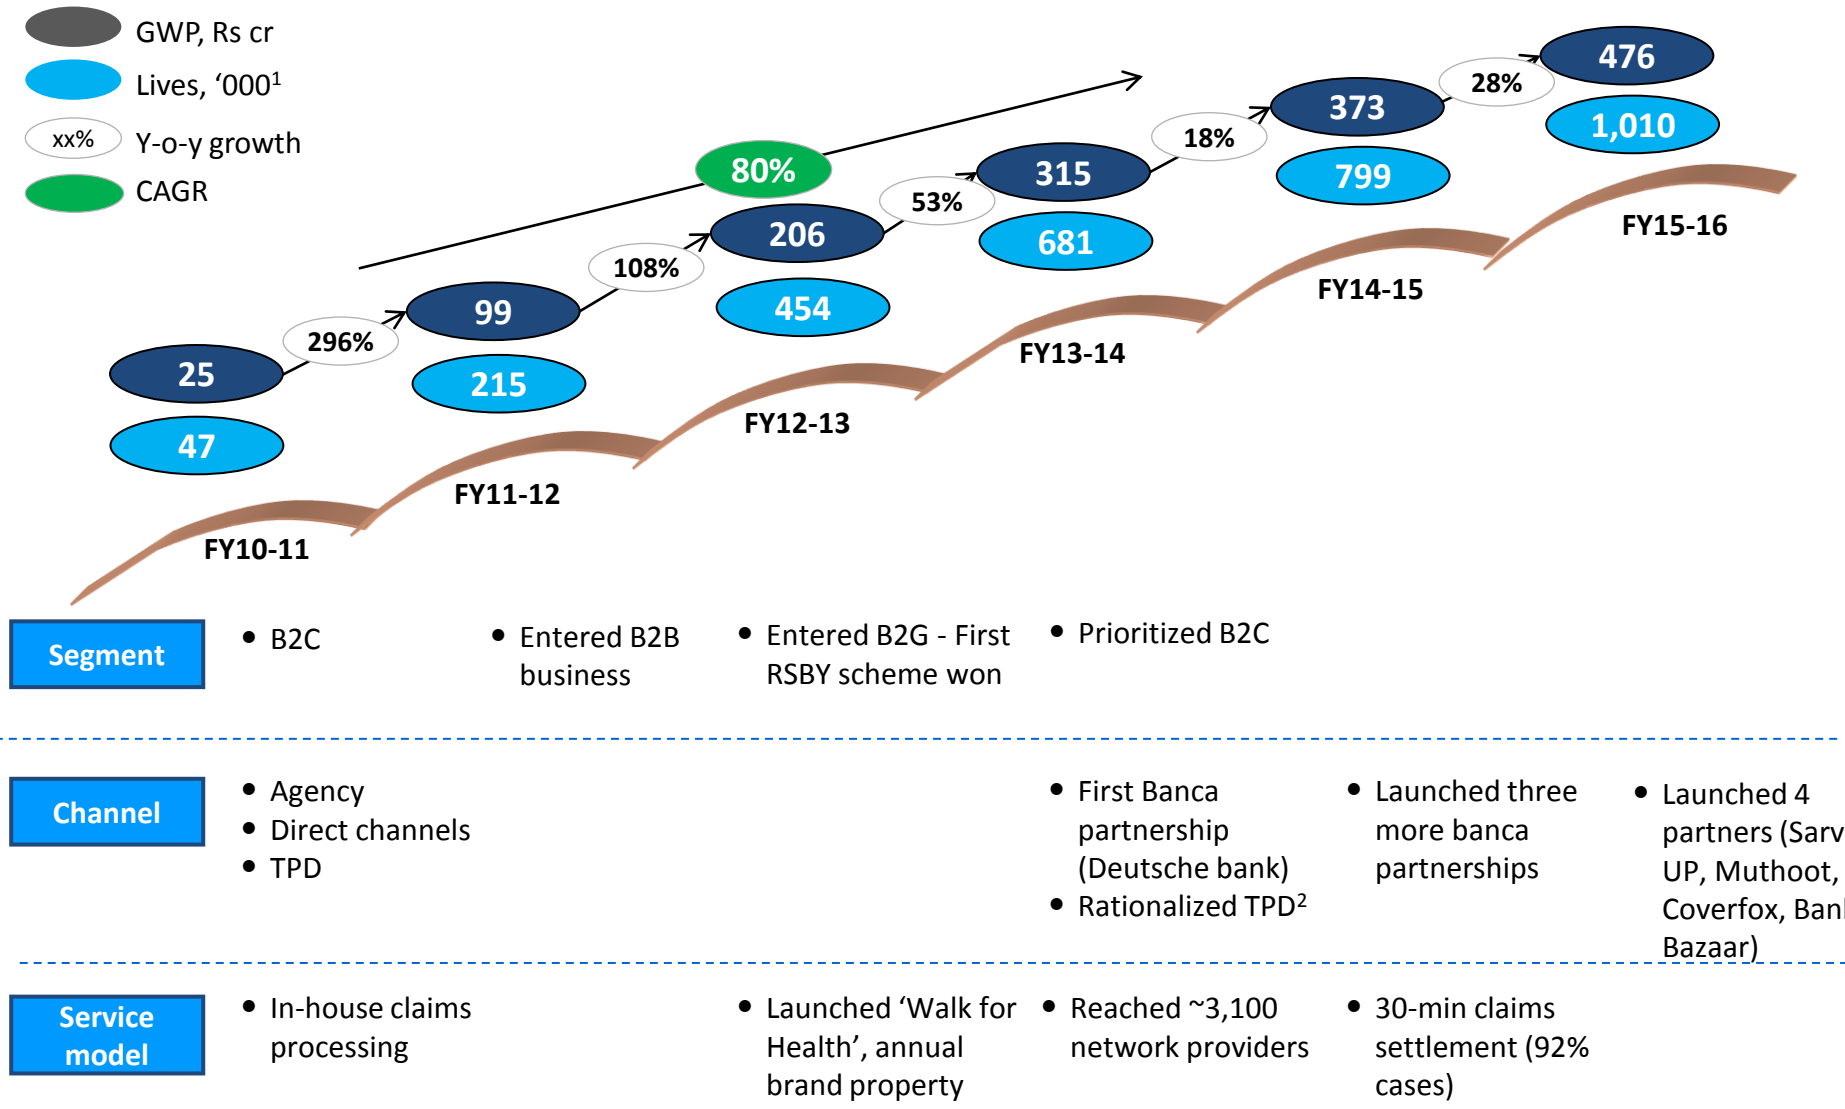 GWP, Rs cr
Lives, ‘000¹
xx% Y-o-y growth
CAGR
80%
25
47
296%
99
215
108%
206
454
53%
315
681
18%
373
799
28%
476
1,010
FY10-11
FY11-12
FY12-13
FY13-14
FY14-15
FY15-16
Segment
• B2C
• Entered B2B
business
• Entered B2G - First
RSBY scheme won
• Prioritized B2C
Channel
• Agency
• Direct channels
• TPD
• First Banca
partnership
(Deutsche bank)
• Rationalized TPD²
• Launched three
more banca
partnerships
• Launched 4
partners (Sarv
UP, Muthoot,
Coverfox, Ban
Bazaar)
Service
model
• In-house claims
processing
• Launched ‘Walk for
Health’, annual
brand property
• Reached ~3,100
network providers
• 30-min claims
settlement (92%
cases)